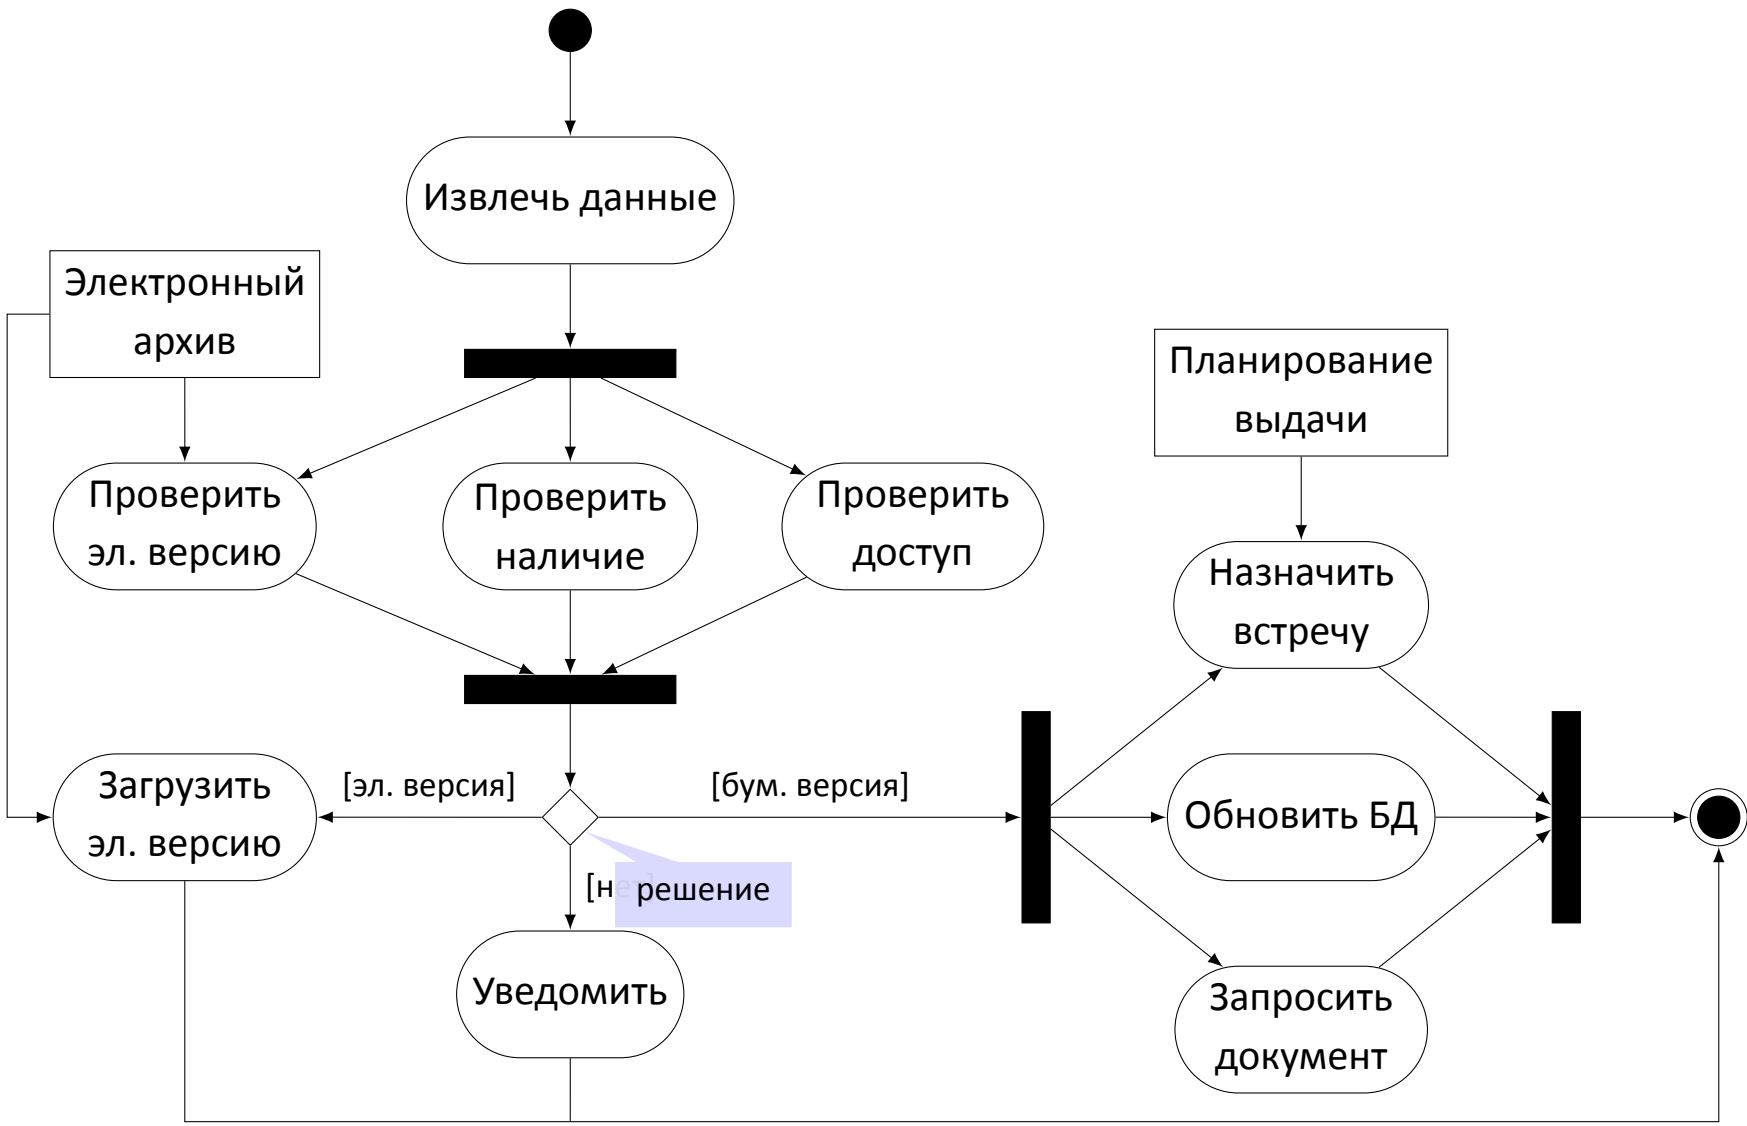 Извлечь данные
Электронный
архив
Планирование
выдачи
Проверить
эл. версию
Проверить
наличие
Проверить
доступ
Назначить
встречу
Загрузить
эл. версию
[эл. версия]
[бум. версия]
Обновить БД
[нет]
решение
Уведомить
Запросить
документ